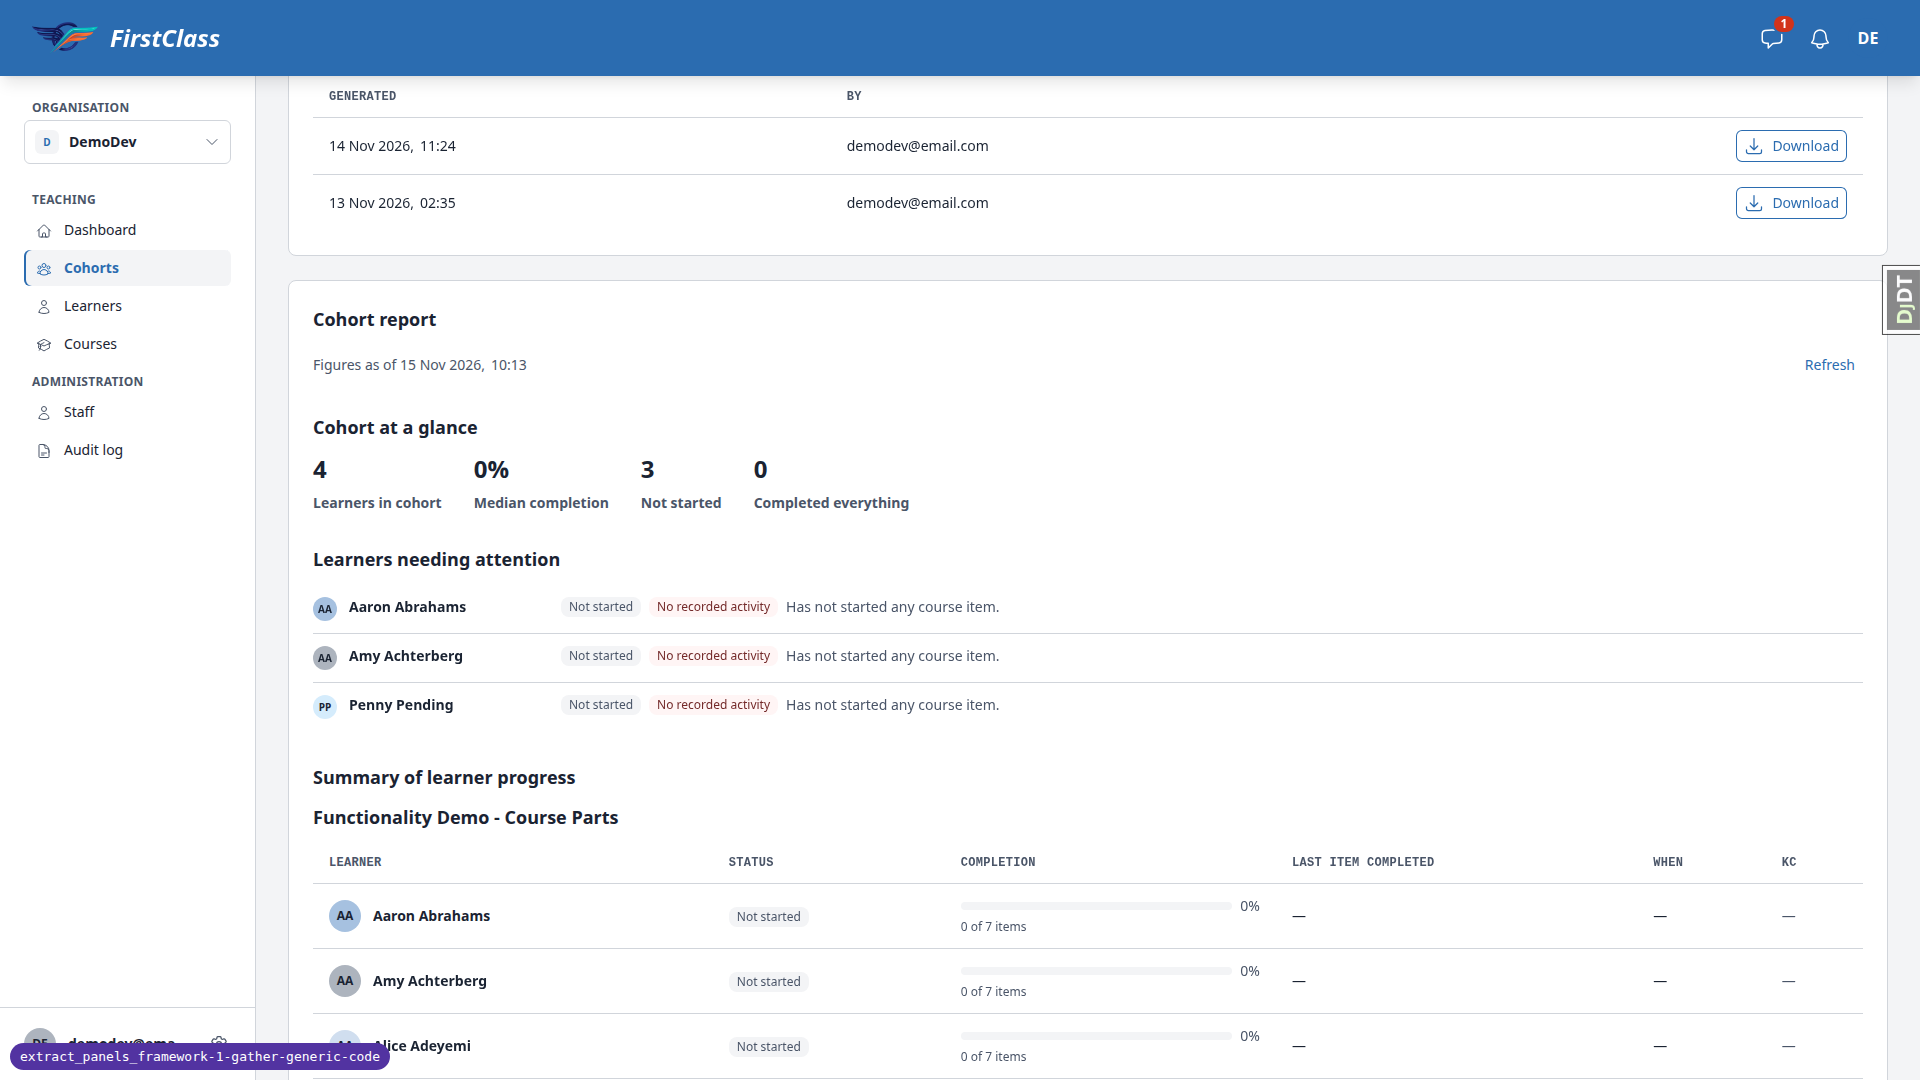 FirstClass
1
DE
ORGANISATION
D DemoDev
TEACHING
Dashboard
Cohorts
Learners
Courses
ADMINISTRATION
Staff
Audit log
extract_panels_framework-1-gather-generic-code
GENERATED BY
14 Nov 2026, 11:24 demodev@email.com Download
13 Nov 2026, 02:35 demodev@email.com Download
DJDT
Cohort report
Figures as of 15 Nov 2026, 10:13 Refresh
Cohort at a glance
4 0% 3 0
Learners in cohort Median completion Not started Completed everything
Learners needing attention
AA Aaron Abrahams Not started No recorded activity Has not started any course item.
AA Amy Achterberg Not started No recorded activity Has not started any course item.
PP Penny Pending Not started No recorded activity Has not started any course item.
Summary of learner progress
Functionality Demo - Course Parts
LEARNER STATUS COMPLETION LAST ITEM COMPLETED WHEN KC
AA Aaron Abrahams Not started 0% — — —
0 of 7 items
AA Amy Achterberg Not started 0% — — —
0 of 7 items
Alice Adeyemi Not started 0% — — —
0 of 7 items